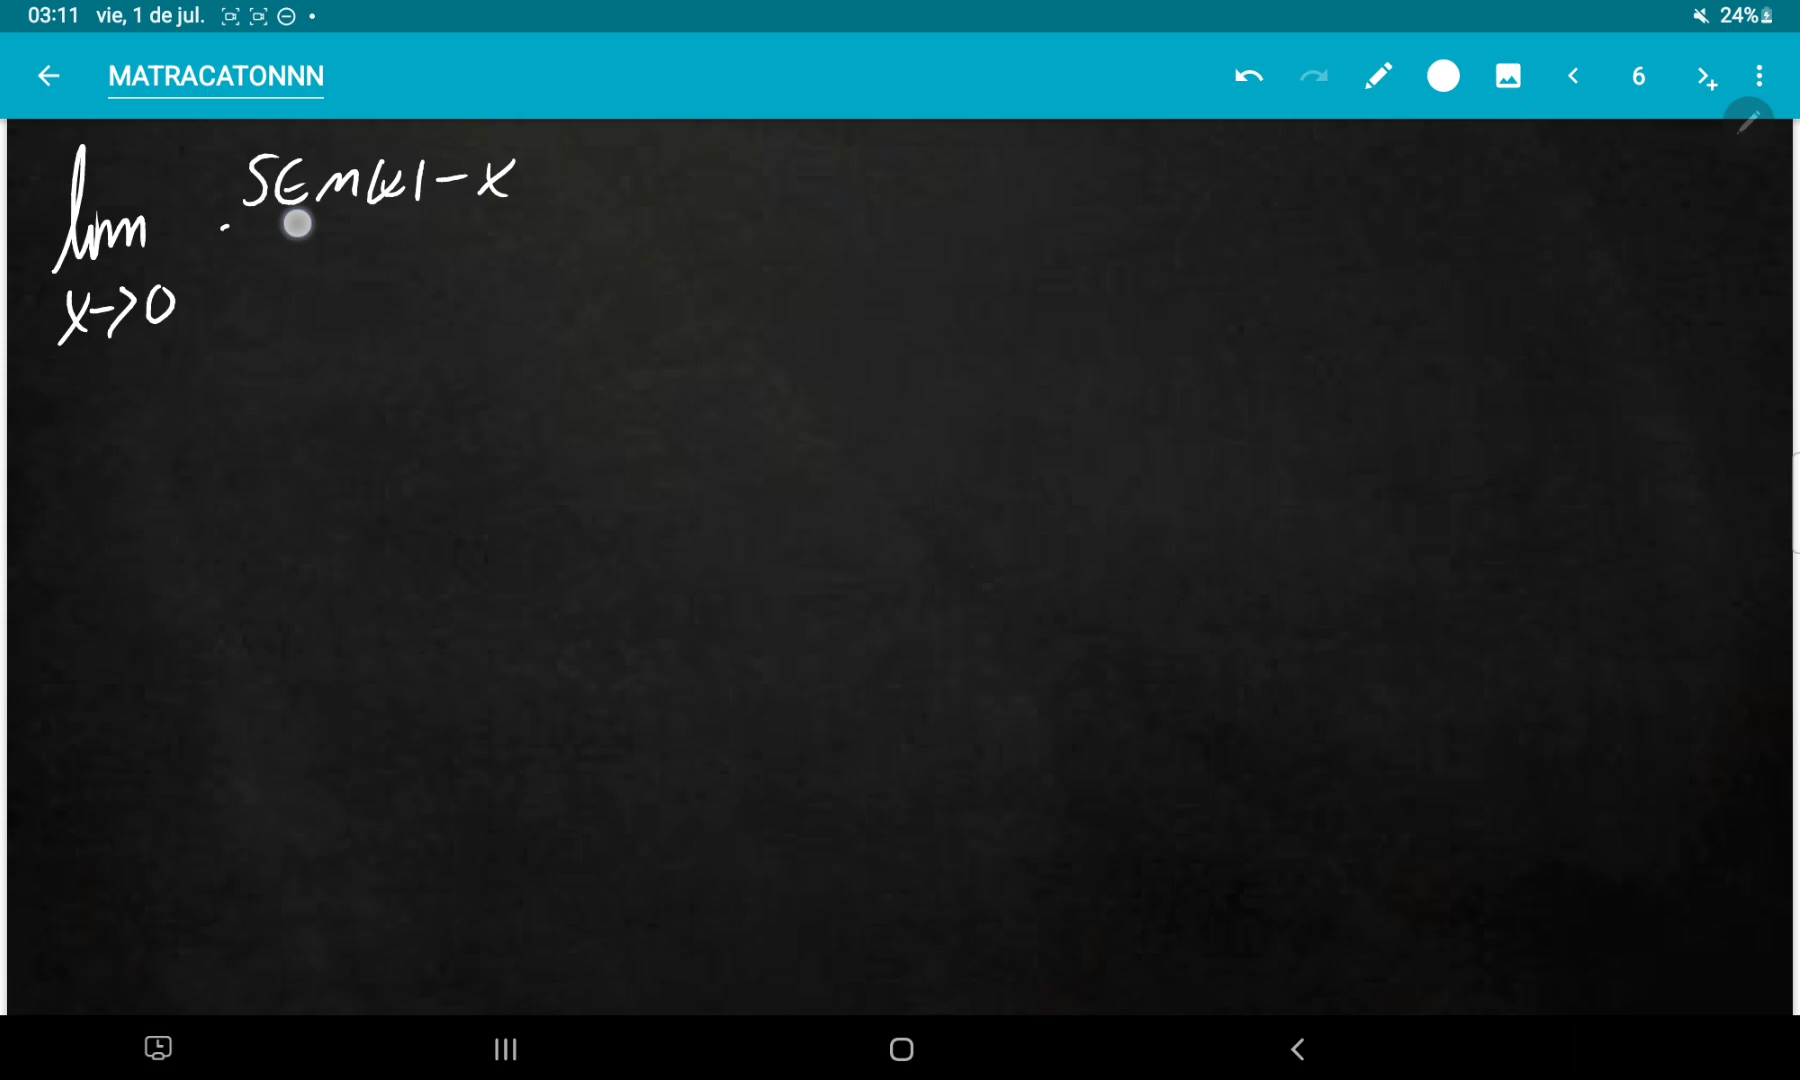 03:11 vie, 1 de jul. 24%
MATRACATONNN
6
lim SEN(x)-x
x->0